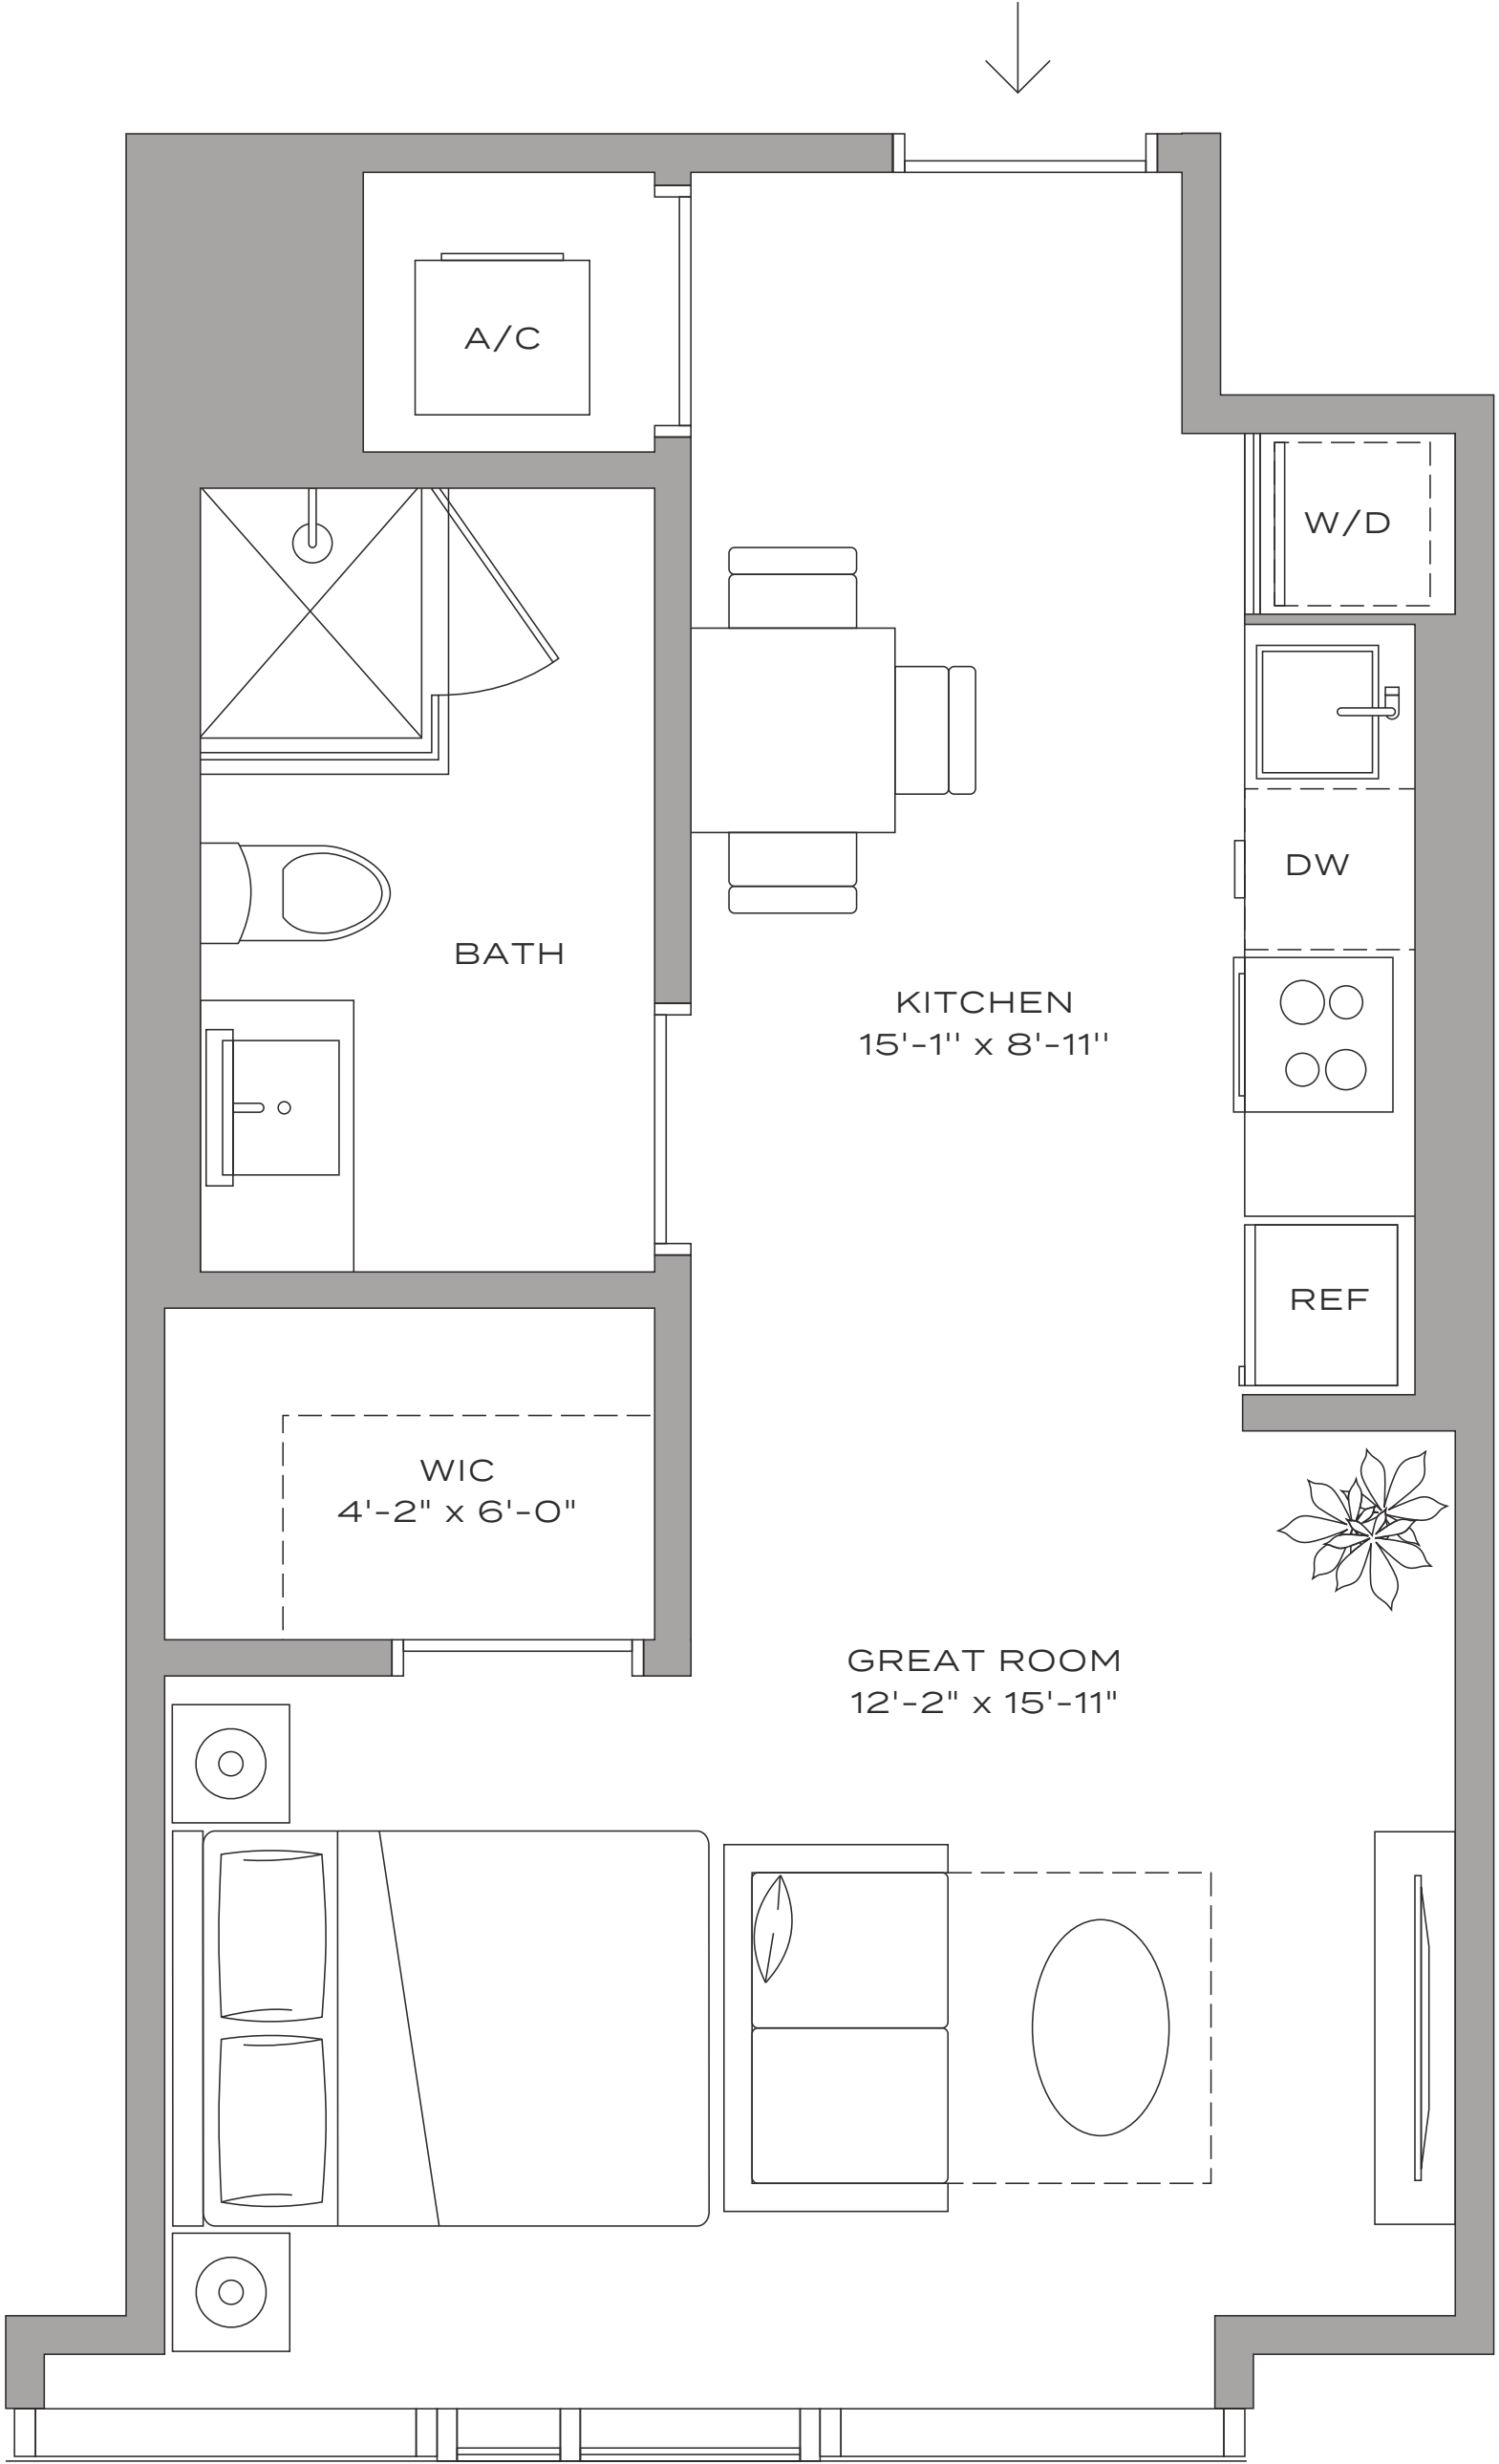 A/C
W/D
DW
BATH
KITCHEN
15'-1'' x 8'-11''
REF
WIC
4'-2" x 6'-0"
GREAT ROOM
12'-2" x 15'-11"